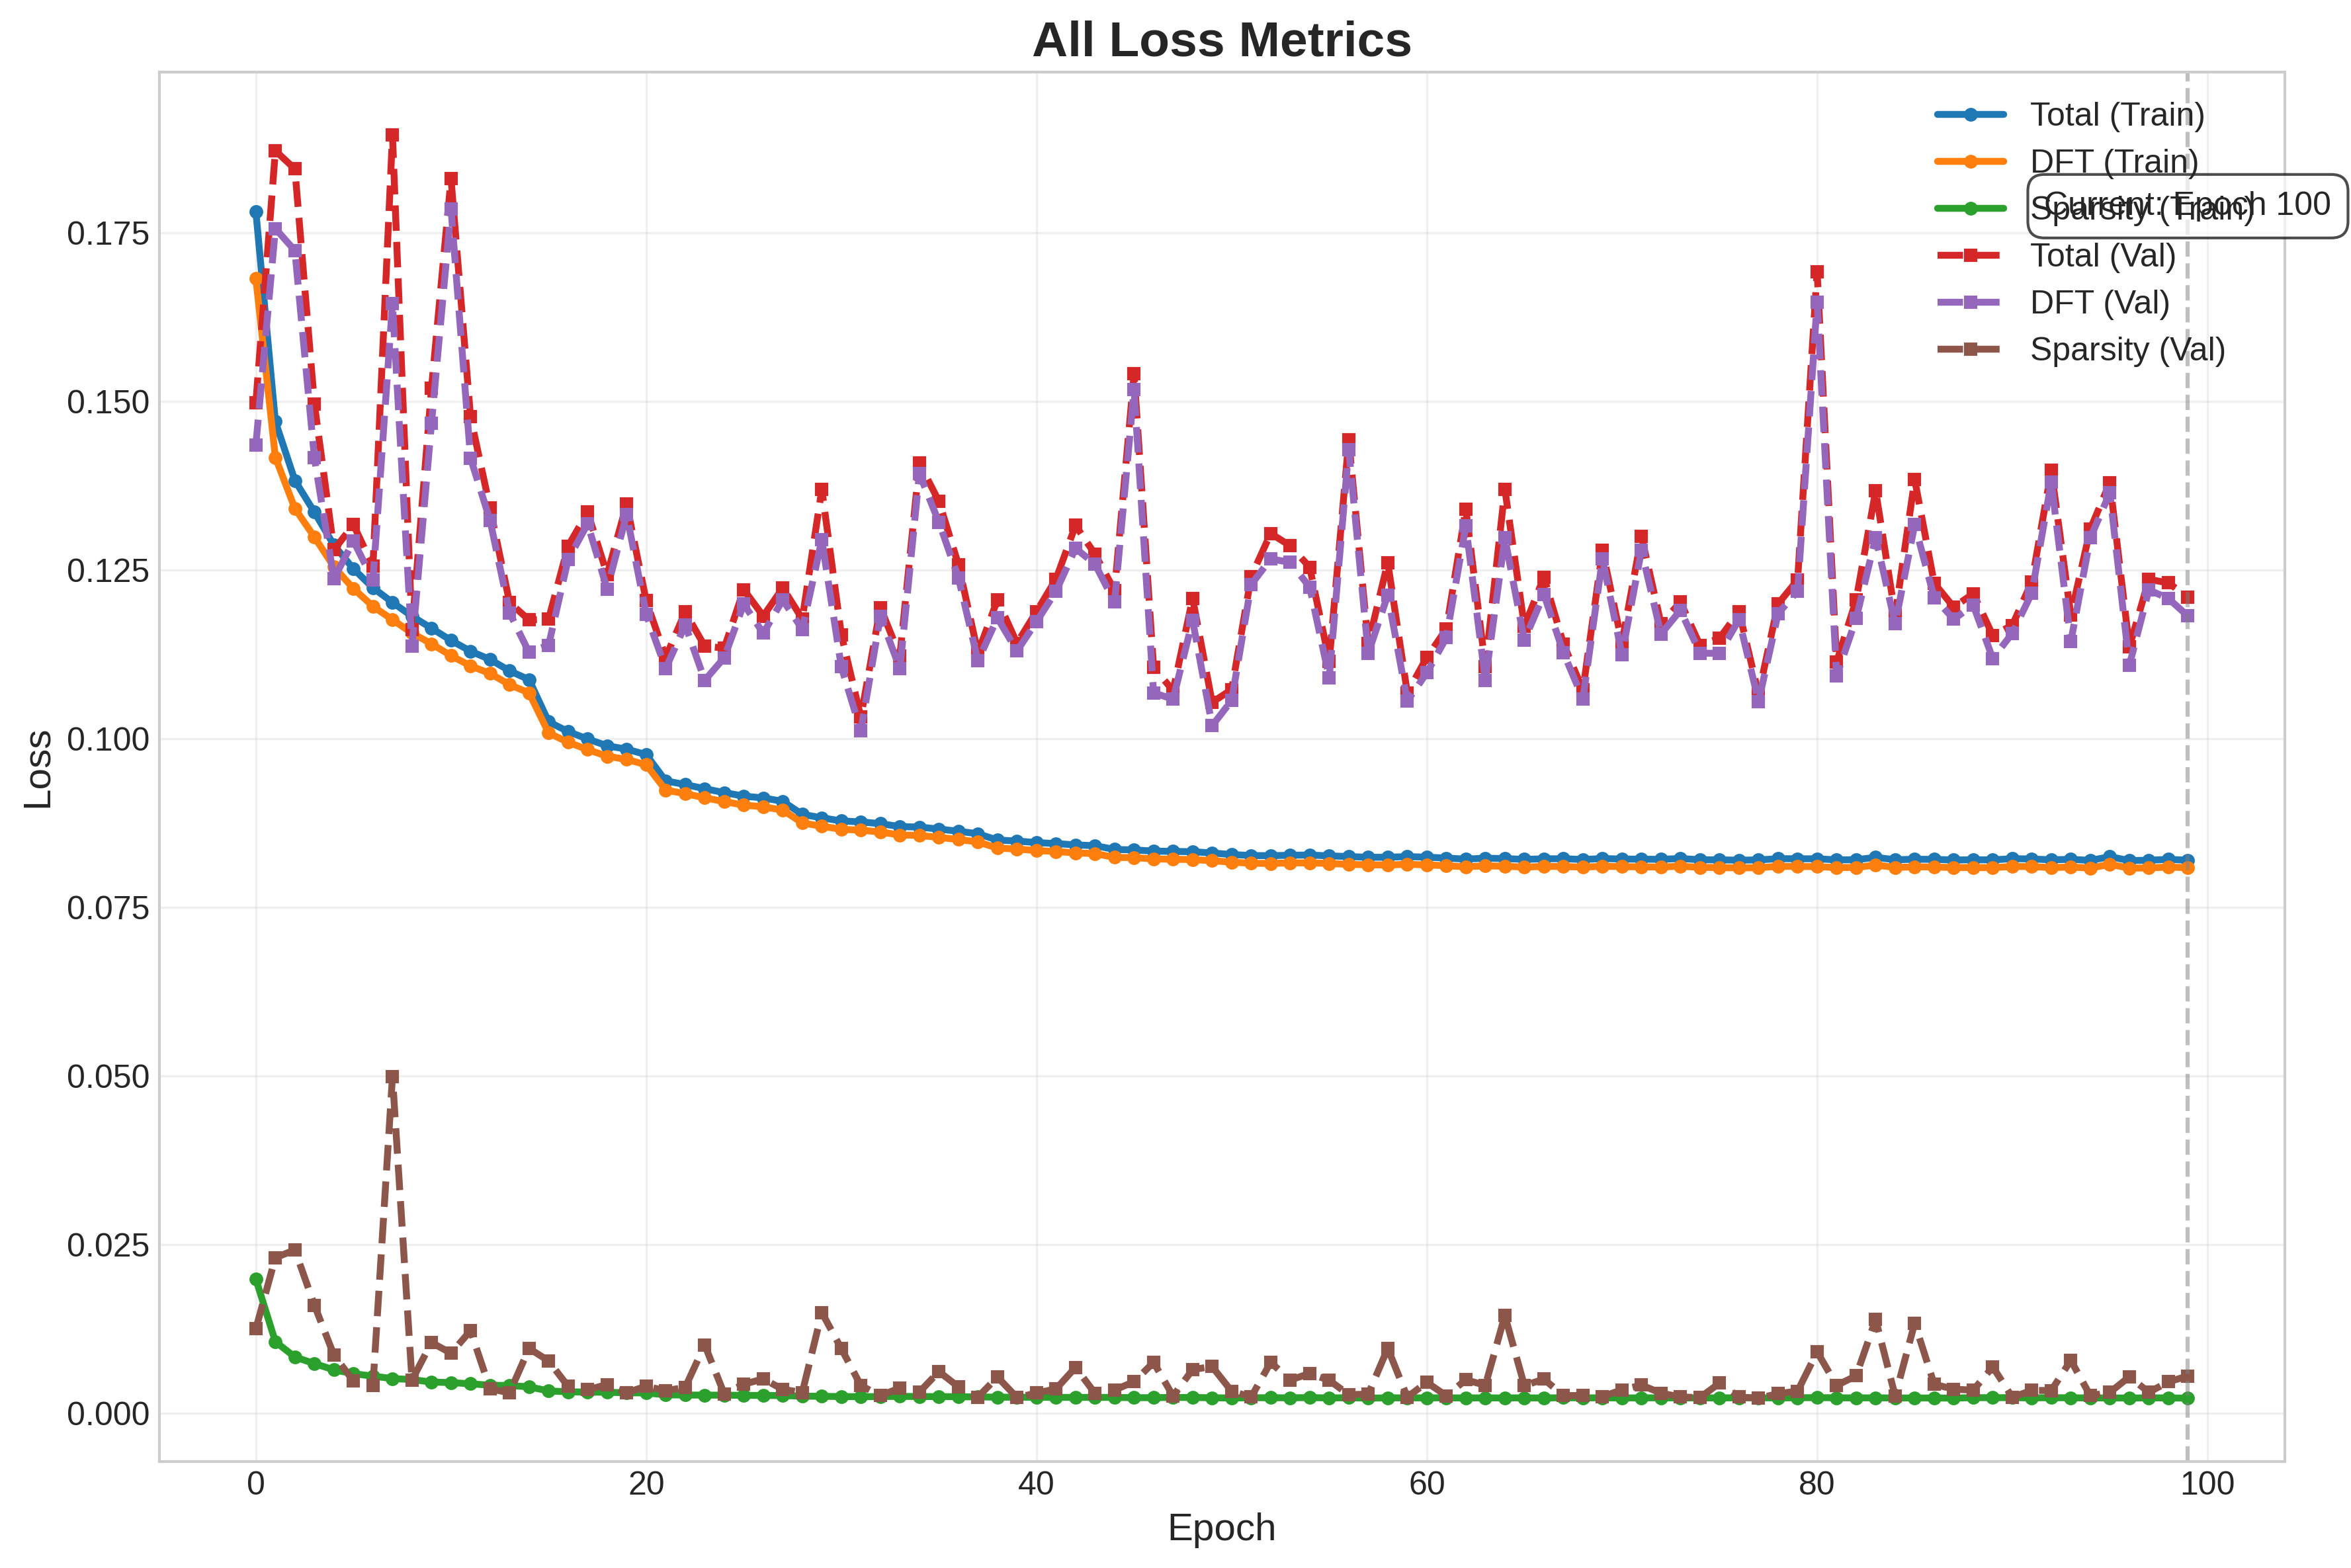 All Loss Metrics
Total (Train)
DFT (Train)
Sparsity (Train)
Current: Epoch 100
Total (Val)
DFT (Val)
Sparsity (Val)
0.175
0.150
0.125
0.100
0.075
0.050
0.025
0.000
Loss
0
20
40
60
80
100
Epoch